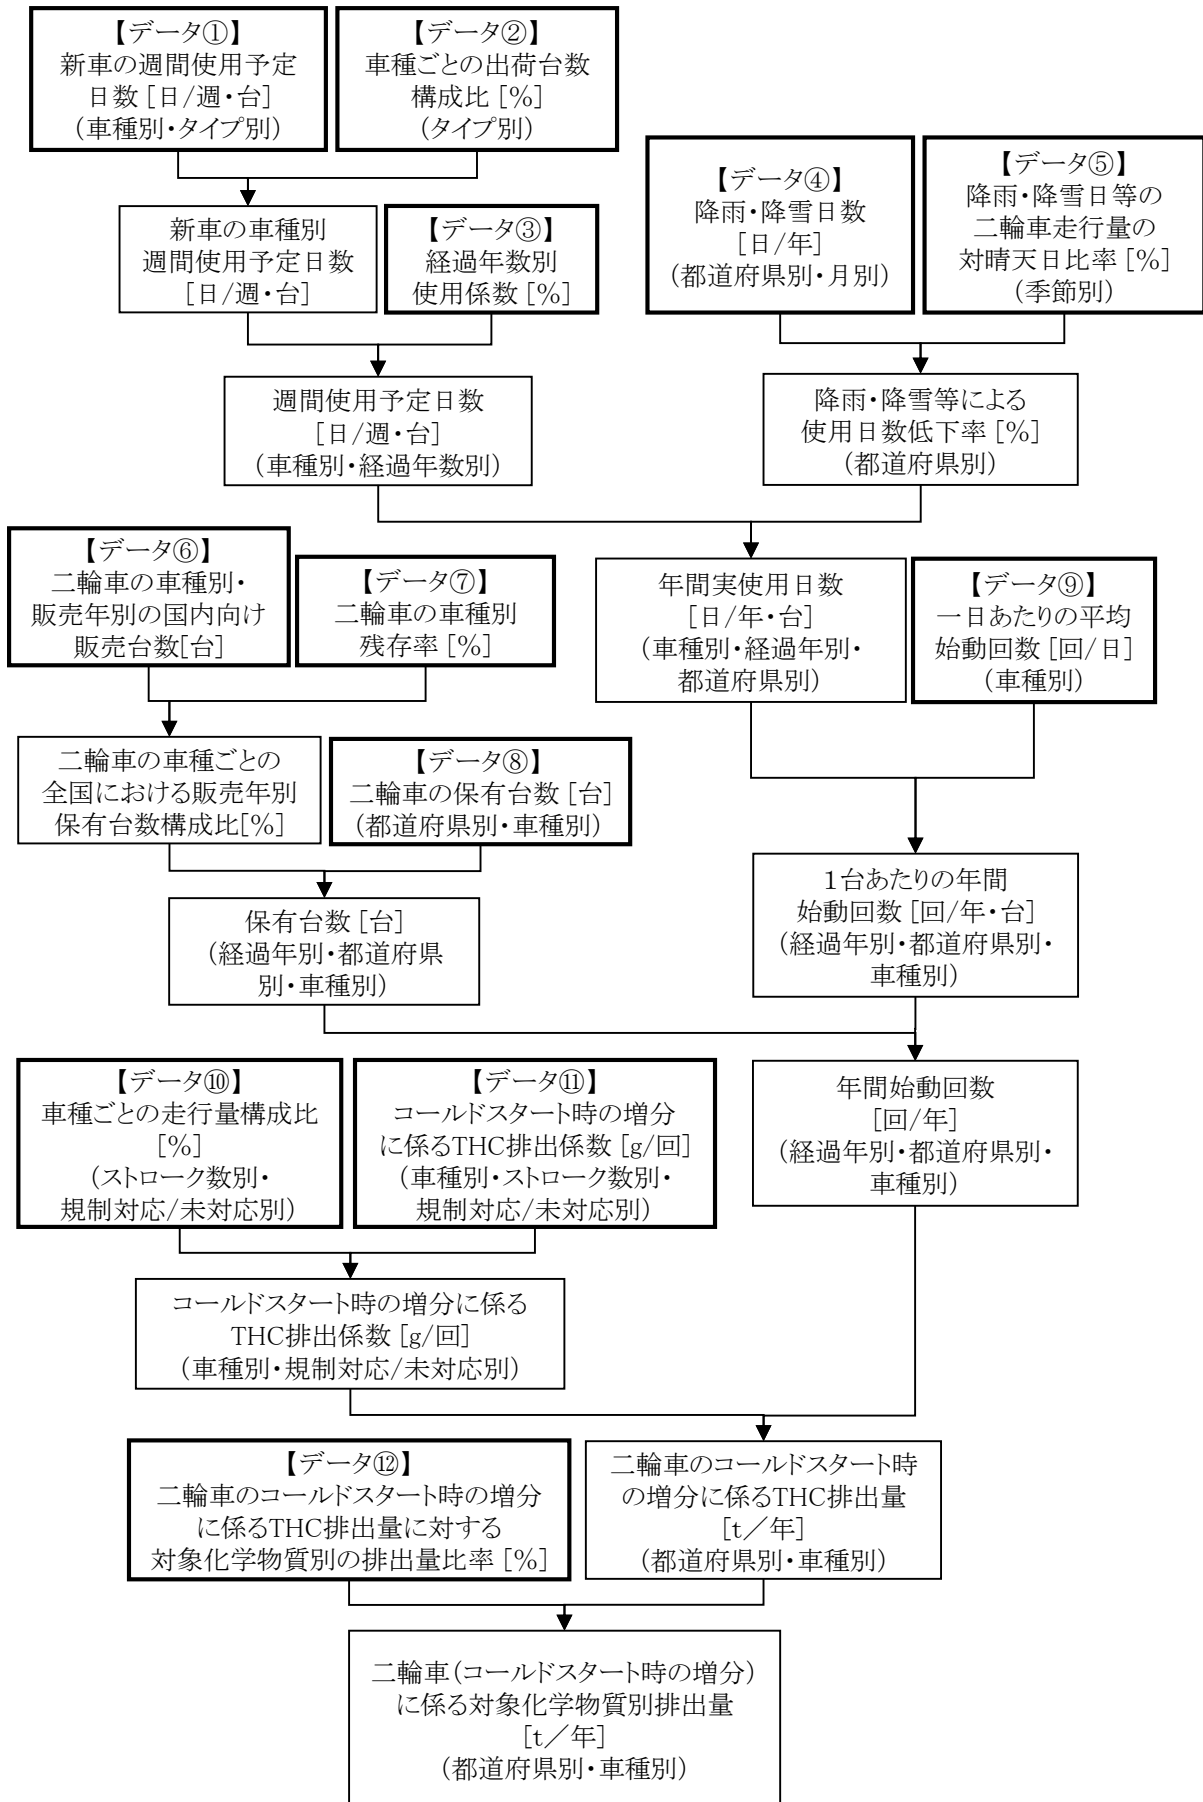 【データ①】
新車の週間使用予定
日数［日/週・台］
（車種別・タイプ別）
【データ②】
車種ごとの出荷台数
構成比［%］
（タイプ別）
【データ④】
降雨・降雪日数
［日/年］
（都道府県別・月別）
【データ⑤】
降雨・降雪日等の
二輪車走行量の
対晴天日比率［%］
（季節別）
新車の車種別
週間使用予定日数
［日/週・台］
【データ③】
経過年数別
使用係数［%］
週間使用予定日数
［日/週・台］
（車種別・経過年数別）
降雨・降雪等による
使用日数低下率［%］
（都道府県別）
【データ⑥】
二輪車の車種別・
販売年別の国内向け
販売台数[台］
【データ⑦】
二輪車の車種別
残存率［%］
年間実使用日数
［日/年・台］
（車種別・経過年別・
都道府県別）
【データ⑨】
一日あたりの平均
始動回数［回/日］
（車種別）
二輪車の車種ごとの
全国における販売年別
保有台数構成比[%］
【データ⑧】
二輪車の保有台数［台］
（都道府県別・車種別）
1台あたりの年間
始動回数［回/年・台］
（経過年別・都道府県別・
車種別）
保有台数［台］
（経過年別・都道府県
別・車種別）
【データ⑩】
車種ごとの走行量構成比
［%］
（ストローク数別・
規制対応/未対応別）
【データ⑪】
コールドスタート時の増分
に係るTHC排出係数［g/回］
（車種別・ストローク数別・
規制対応/未対応別）
年間始動回数
［回/年］
（経過年別・都道府県別・
車種別）
コールドスタート時の増分に係る
THC排出係数［g/回］
（車種別・規制対応/未対応別）
【データ⑫】
二輪車のコールドスタート時の増分
に係るTHC排出量に対する
対象化学物質別の排出量比率［%］
二輪車のコールドスタート時
の増分に係るTHC排出量
［t／年］
（都道府県別・車種別）
二輪車（コールドスタート時の増分）
に係る対象化学物質別排出量
［t／年］
（都道府県別・車種別）